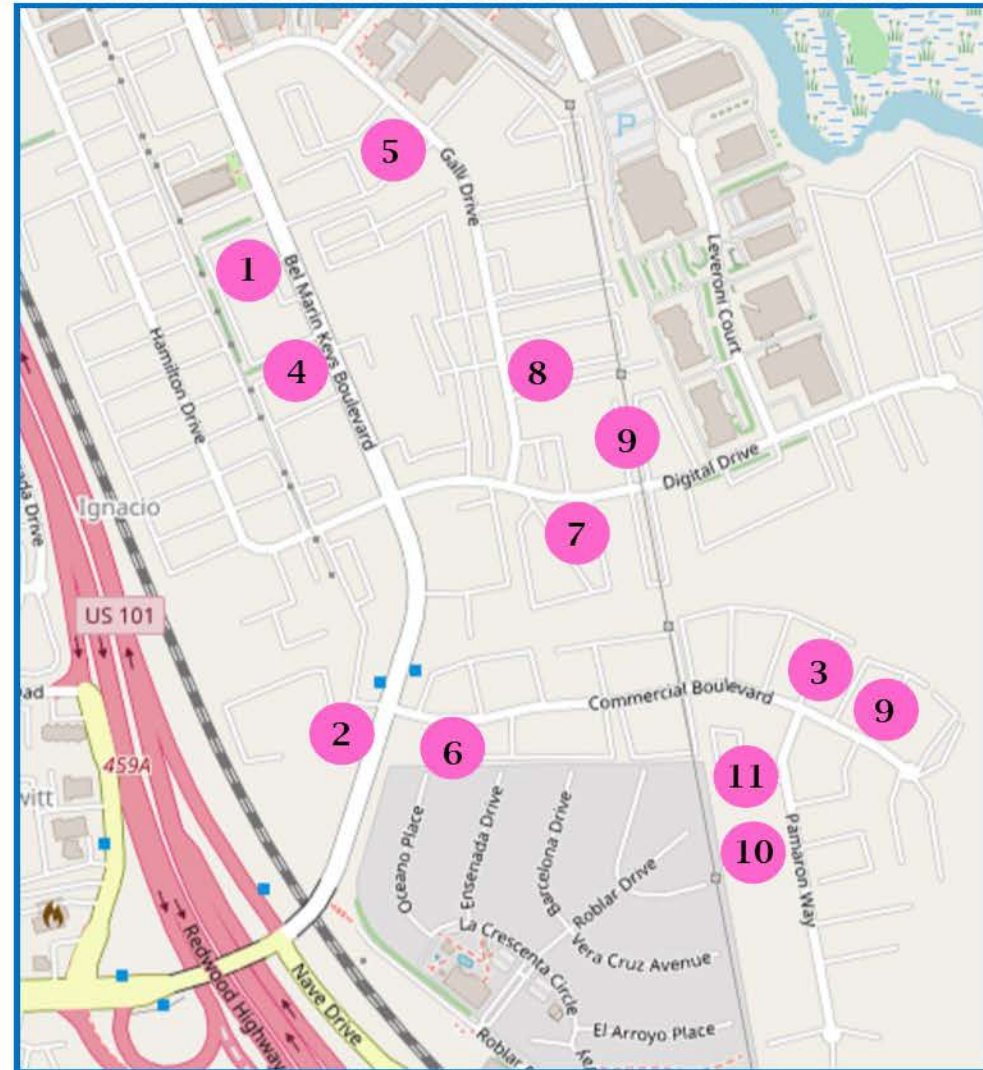 P
5
Galli Drive
1
Bel Marin Keys Boulevard
Leveroni Court
Hamilton Drive
4
8
9
Digital Drive
Ignacio
7
US 101
3
Commercial Boulevard
9
2
6
459A
11
10
Pamaron Way
Oceano Place
Ensenada Drive
Barcelona Drive
Roblar Drive
La Crescenta Circle
Vera Cruz Avenue
El Arroyo Place
Redwood Highway
Nave Drive
Roblar